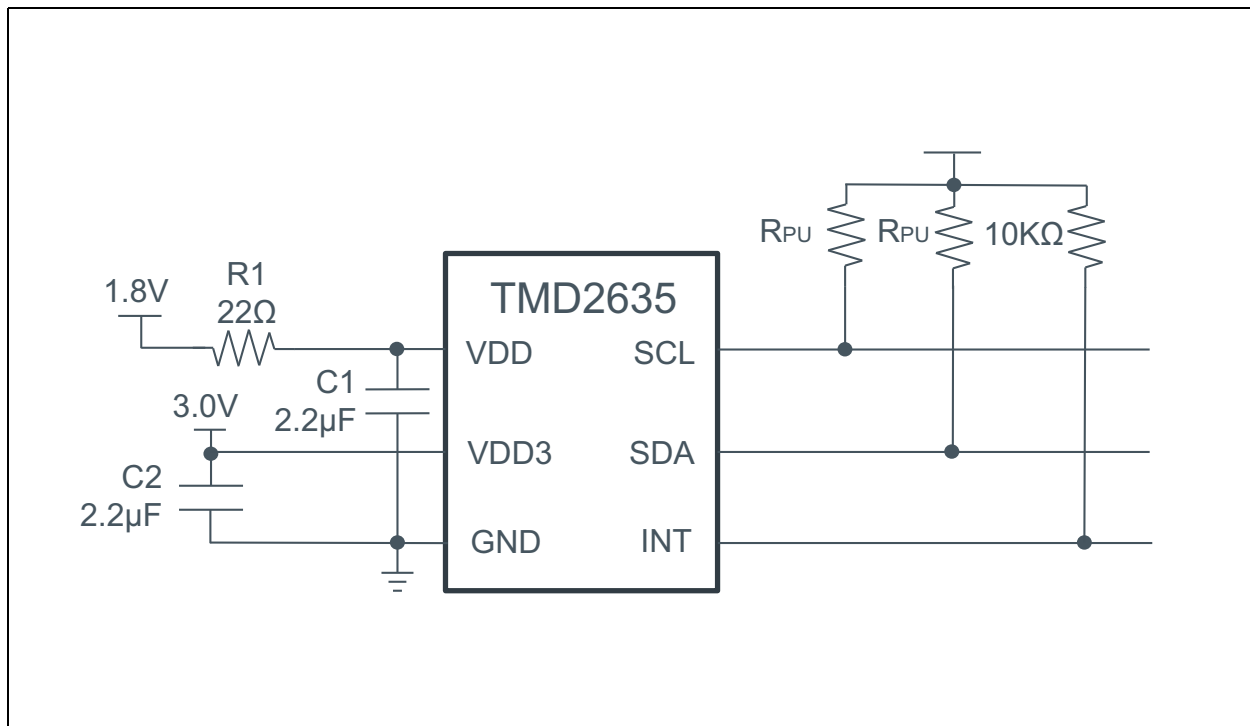 RPU
RPU
10KΩ
R1
22Ω
1.8V
TMD2635
VDD
SCL
C1
2.2µF
3.0V
VDD3
SDA
C2
2.2µF
GND
INT